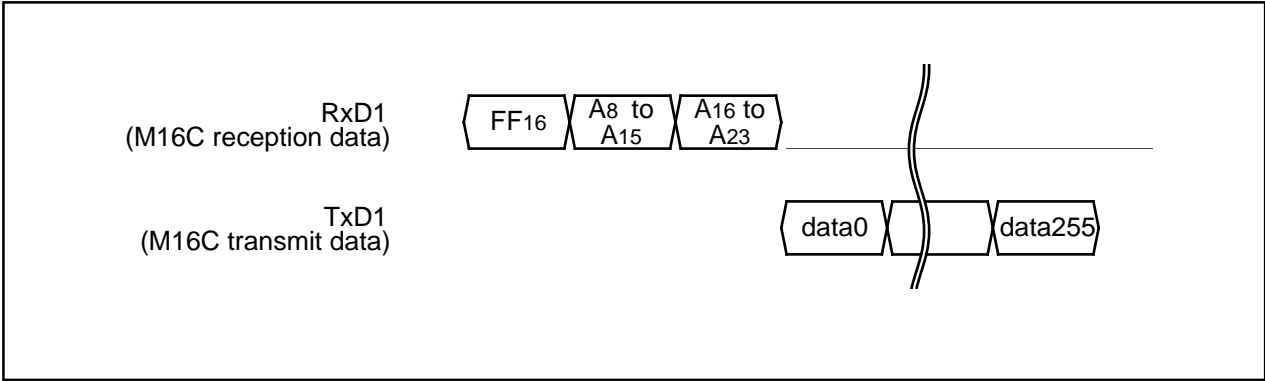 RxD1
(M16C reception data)
FF16
A8 to
A15
A16 to
A23
TxD1
(M16C transmit data)
data0
data255